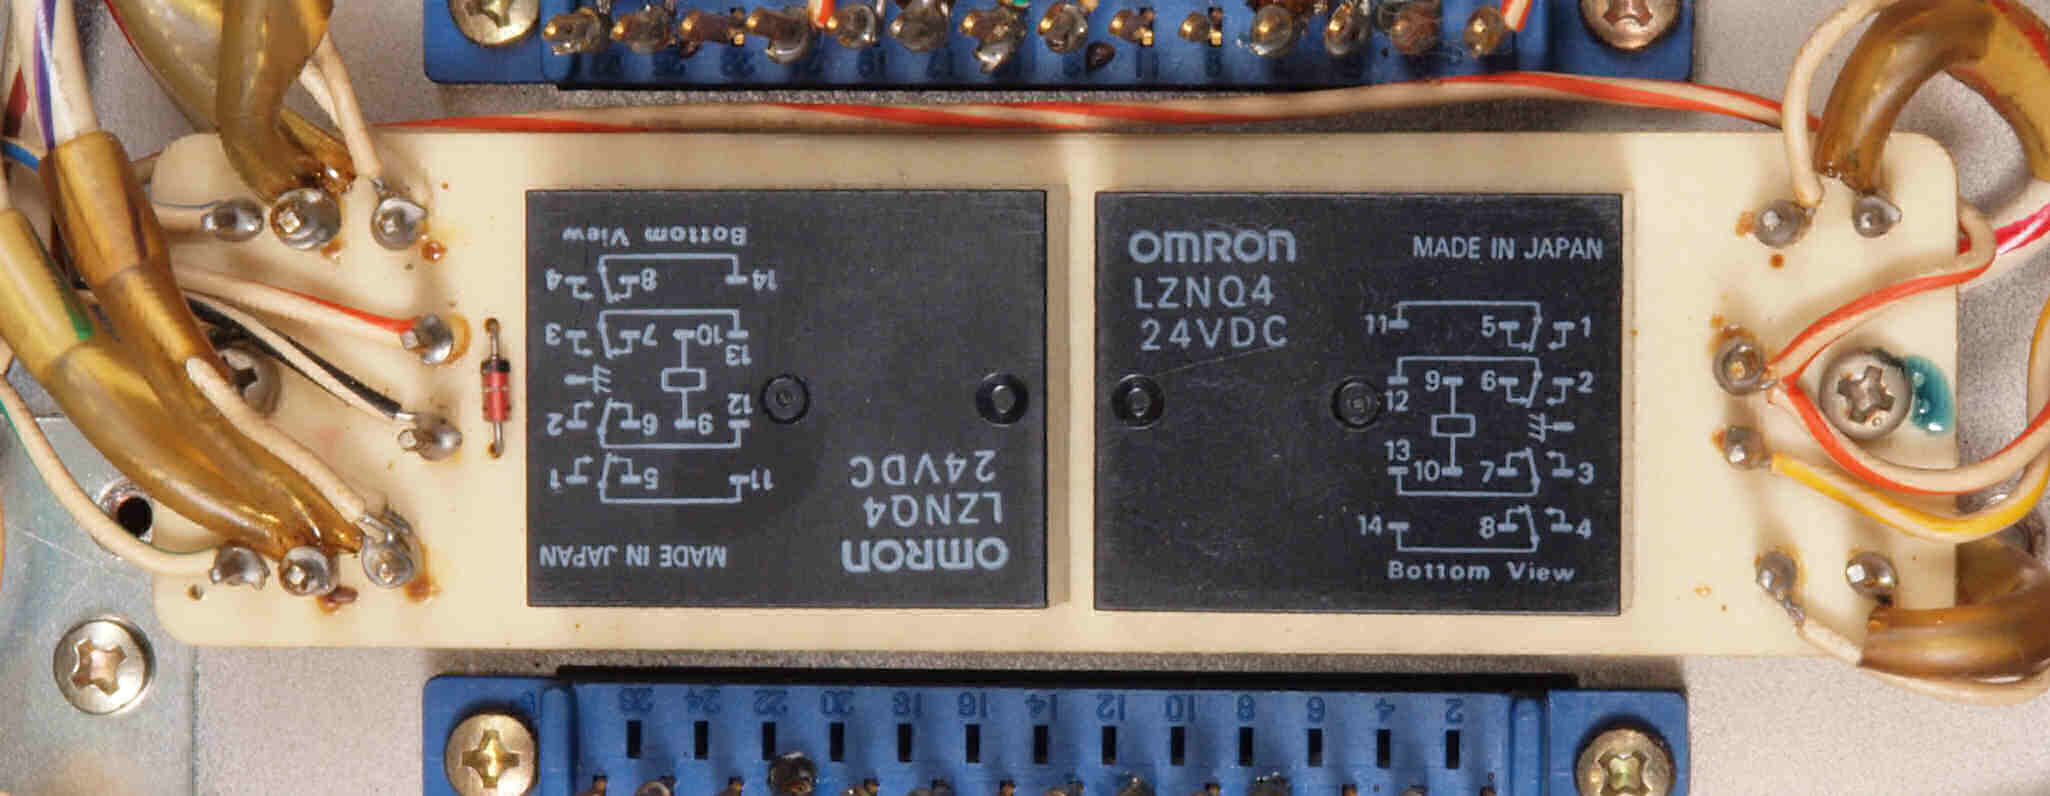 Bottom View
4 8 14
3 7 10 13
2 6 9 12
1 5 11
24VDC
LZNQ4
OMRON
MADE IN JAPAN
OMRON
MADE IN JAPAN
LZNQ4
24VDC
11 5 1
9 6 2
12
13
10 7 3
14 8 4
Bottom View
24 22 20 18 16 14 12 10 8 6 4 2